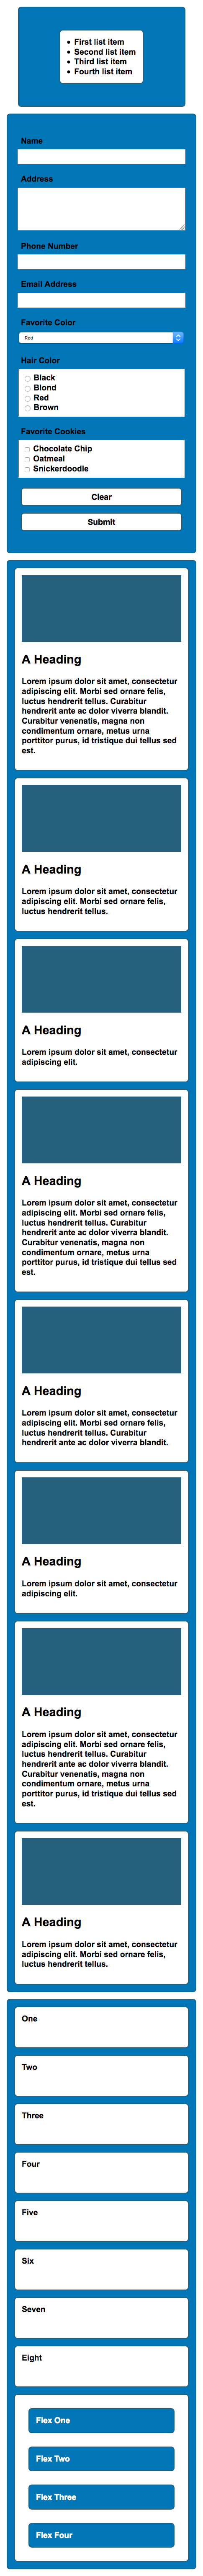 First list item
Second list item
Third list item
Fourth list item
Name
Address
Phone Number
Email Address
Favorite Color
Red
Hair Color
Black
Blond
Red
Brown
Favorite Cookies
Chocolate Chip
Oatmeal
Snickerdoodle
Clear
Submit
A Heading
Lorem ipsum dolor sit amet, consectetur
adipiscing elit. Morbi sed ornare felis,
luctus hendrerit tellus. Curabitur
hendrerit ante ac dolor viverra blandit.
Curabitur venenatis, magna non
condimentum ornare, metus urna
porttitor purus, id tristique dui tellus sed
est.
A Heading
Lorem ipsum dolor sit amet, consectetur
adipiscing elit. Morbi sed ornare felis,
luctus hendrerit tellus.
A Heading
Lorem ipsum dolor sit amet, consectetur
adipiscing elit.
A Heading
Lorem ipsum dolor sit amet, consectetur
adipiscing elit. Morbi sed ornare felis,
luctus hendrerit tellus. Curabitur
hendrerit ante ac dolor viverra blandit.
Curabitur venenatis, magna non
condimentum ornare, metus urna
porttitor purus, id tristique dui tellus sed
est.
A Heading
Lorem ipsum dolor sit amet, consectetur
adipiscing elit. Morbi sed ornare felis,
luctus hendrerit tellus. Curabitur
hendrerit ante ac dolor viverra blandit.
A Heading
Lorem ipsum dolor sit amet, consectetur
adipiscing elit.
A Heading
Lorem ipsum dolor sit amet, consectetur
adipiscing elit. Morbi sed ornare felis,
luctus hendrerit tellus. Curabitur
hendrerit ante ac dolor viverra blandit.
Curabitur venenatis, magna non
condimentum ornare, metus urna
porttitor purus, id tristique dui tellus sed
est.
A Heading
Lorem ipsum dolor sit amet, consectetur
adipiscing elit. Morbi sed ornare felis,
luctus hendrerit tellus.
One
Two
Three
Four
Five
Six
Seven
Eight
Flex One
Flex Two
Flex Three
Flex Four